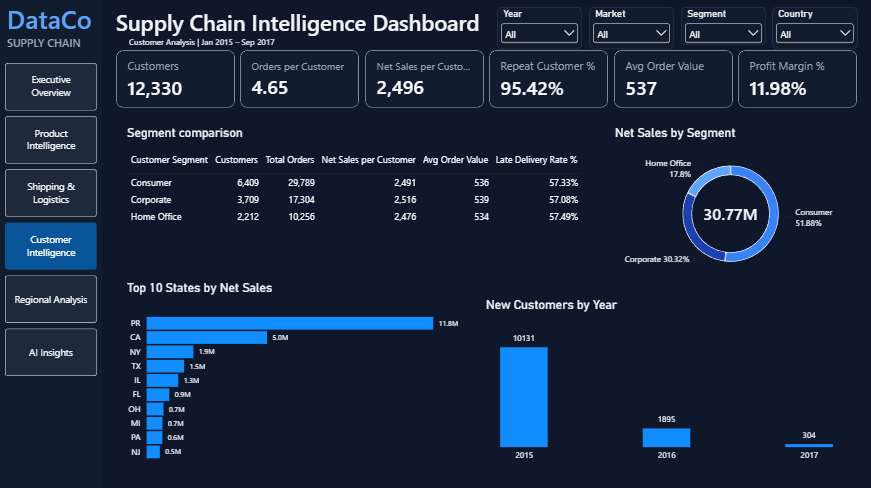 DataCo
SUPPLY CHAIN
Executive
Overview
Product
Intelligence
Shipping &
Logistics
Customer
Intelligence
Regional Analysis
AI Insights
Supply Chain Intelligence Dashboard
Customer Analysis | Jan 2015 – Sep 2017
Year
All
Market
All
Segment
All
Country
All
Customers
12,330
Orders per Customer
4.65
Net Sales per Custo...
2,496
Repeat Customer %
95.42%
Avg Order Value
537
Profit Margin %
11.98%
Segment comparison
Customer Segment Customers Total Orders Net Sales per Customer Avg Order Value Late Delivery Rate %
Consumer 6,409 29,789 2,491 536 57.33%
Corporate 3,709 17,304 2,516 539 57.08%
Home Office 2,212 10,256 2,476 534 57.49%
Net Sales by Segment
Home Office
17.8%
30.77M
Consumer
51.88%
Corporate 30.32%
Top 10 States by Net Sales
PR 11.8M
CA 5.0M
NY 1.9M
TX 1.5M
IL 1.3M
FL 0.9M
OH 0.7M
MI 0.7M
PA 0.6M
NJ 0.5M
New Customers by Year
10131
1895
304
2015 2016 2017